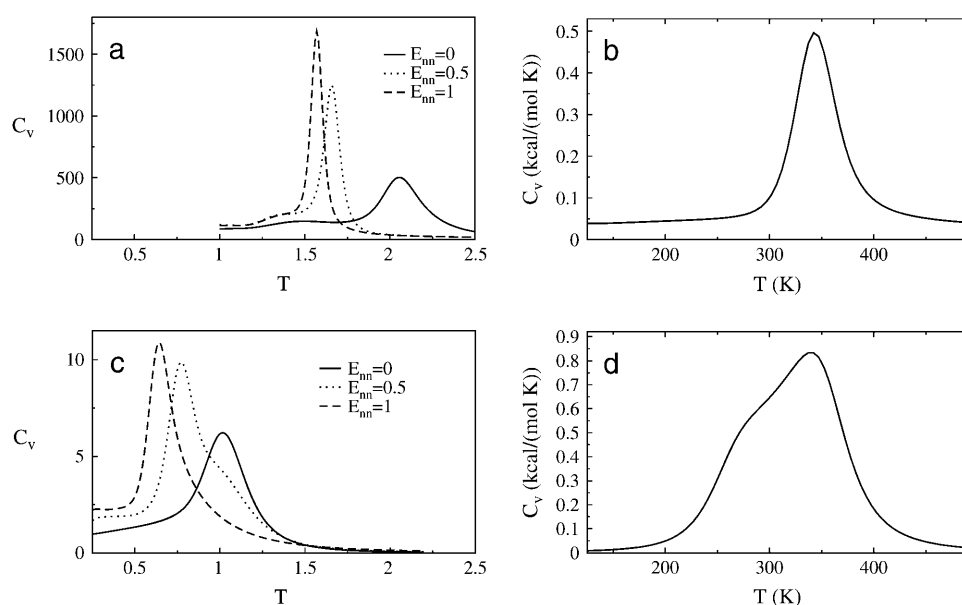 a
1500
1000
500
0
C_v
E_nn=0
E_nn=0.5
E_nn=1
0.5 1 1.5 2 2.5
T
b
0.5
0.4
0.3
0.2
0.1
0
C_v (kcal/(mol K))
200 300 400
T (K)
c
10
5
0
C_v
E_nn=0
E_nn=0.5
E_nn=1
0.5 1 1.5 2 2.5
T
d
0.9
0.8
0.7
0.6
0.5
0.4
0.3
0.2
0.1
0
C_v (kcal/(mol K))
200 300 400
T (K)